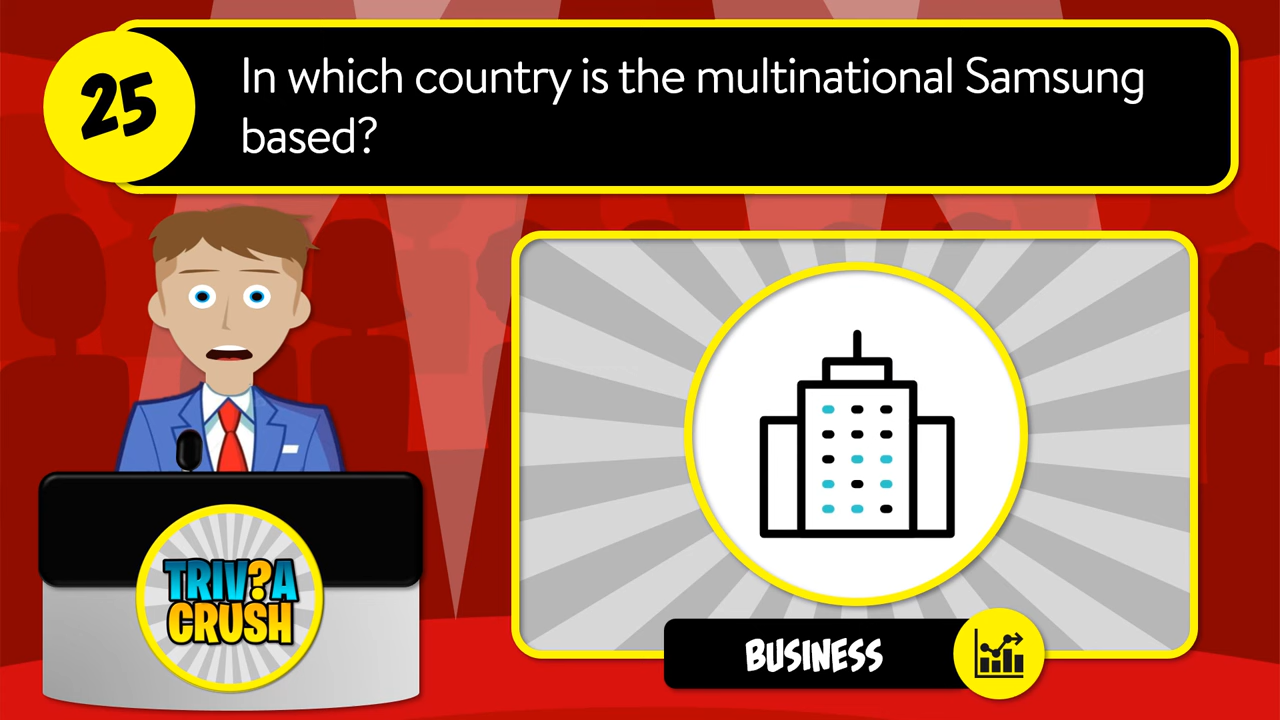 25
In which country is the multinational Samsung
based?
TRIV?A
CRUSH
BUSINESS